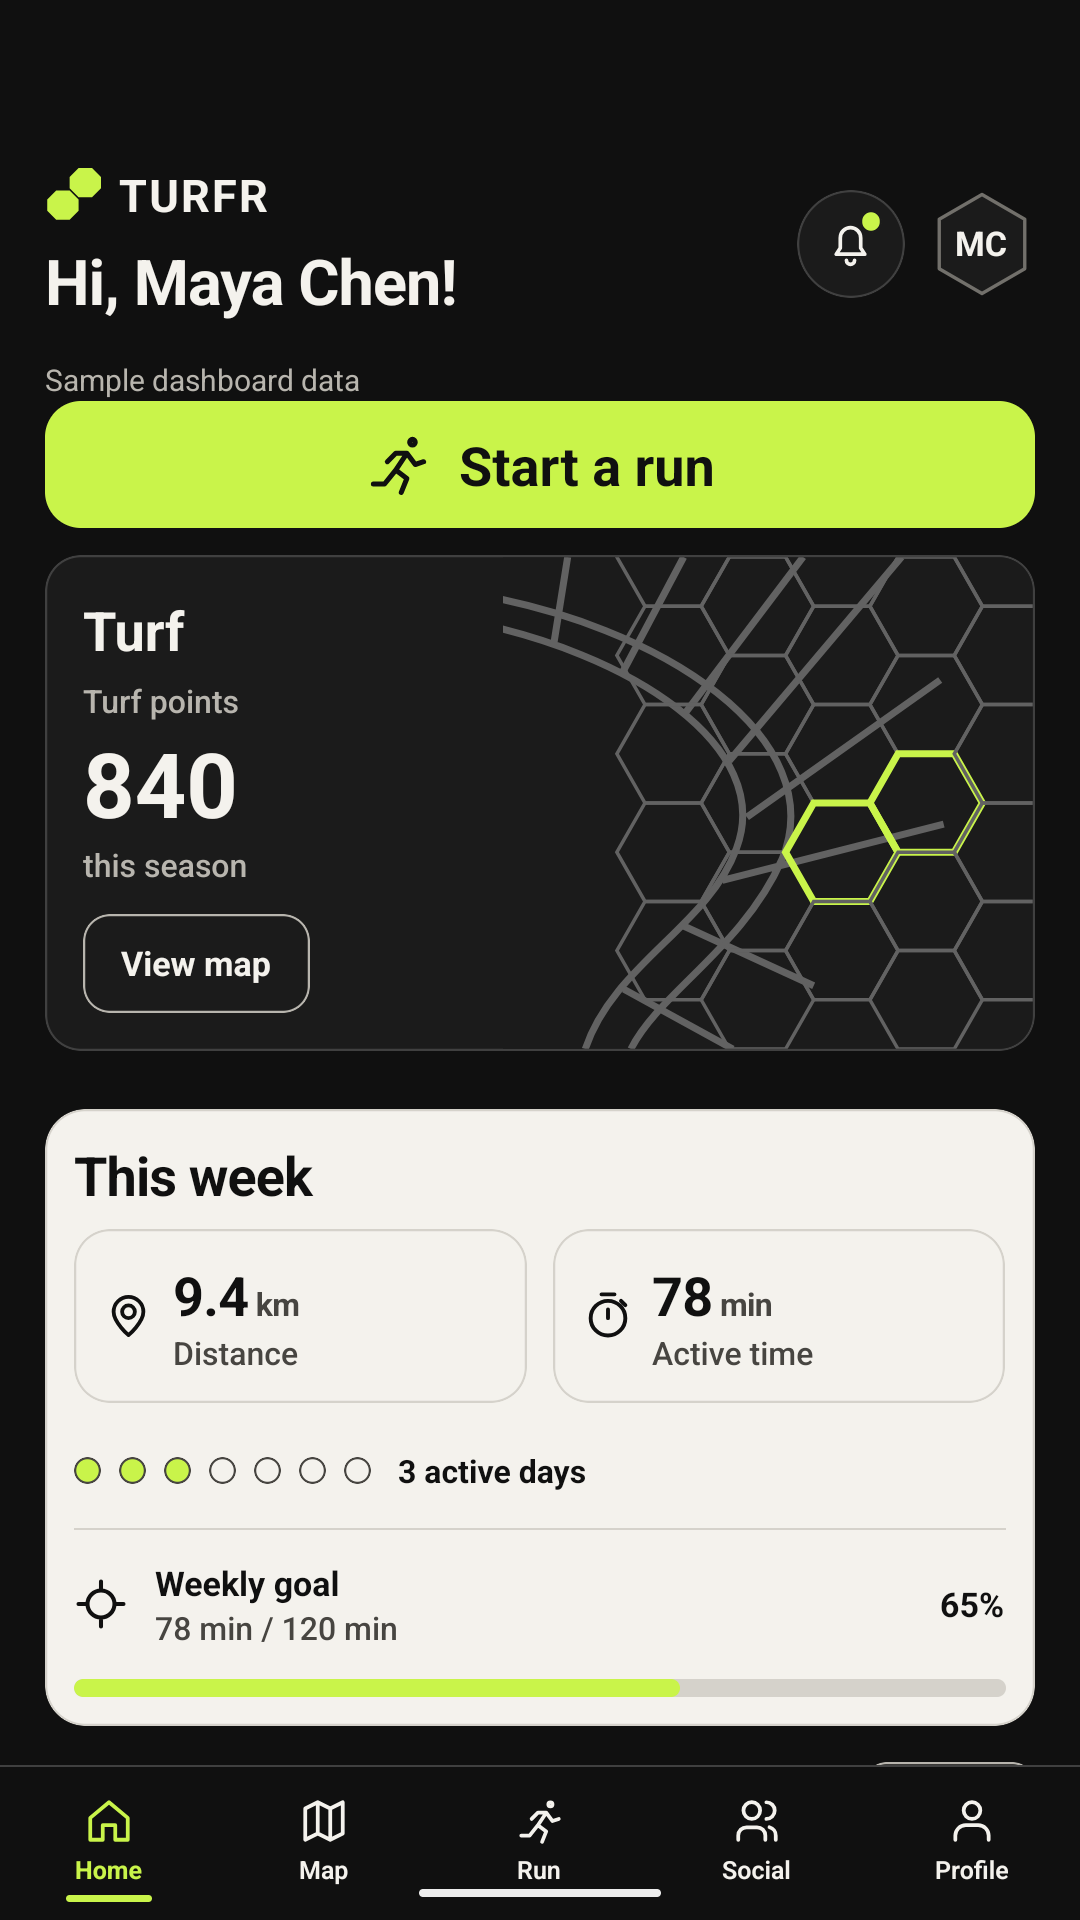 TURFR
Hi, Maya Chen!
MC
Sample dashboard data
Start a run
Turf
Turf points
840
this season
View map
This week
9.4 km
Distance
78 min
Active time
3 active days
Weekly goal
78 min / 120 min
65%
Home
Map
Run
Social
Profile